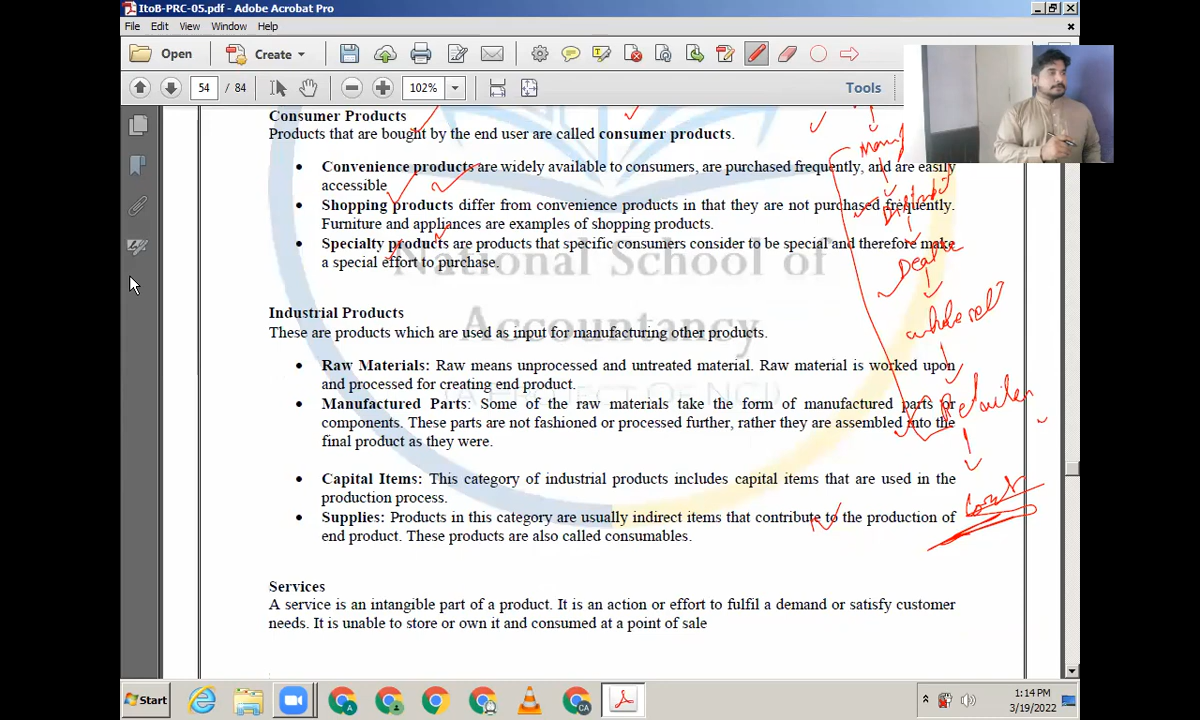 ItoB-PRC-05.pdf - Adobe Acrobat Pro
File Edit View Window Help
Open Create
54 / 84 102% Tools
Consumer Products
Products that are bought by the end user are called consumer products.
• Convenience products are widely available to consumers, are purchased frequently, and are easily
accessible
• Shopping products differ from convenience products in that they are not purchased frequently.
Furniture and appliances are examples of shopping products.
• Specialty products are products that specific consumers consider to be special and therefore make
a special effort to purchase.
National School of
Accountancy
(A PROJECT OF NCI)
Industrial Products
These are products which are used as input for manufacturing other products.
• Raw Materials: Raw means unprocessed and untreated material. Raw material is worked upon
and processed for creating end product.
• Manufactured Parts: Some of the raw materials take the form of manufactured parts or
components. These parts are not fashioned or processed further, rather they are assembled into the
final product as they were.
• Capital Items: This category of industrial products includes capital items that are used in the
production process.
• Supplies: Products in this category are usually indirect items that contribute to the production of
end product. These products are also called consumables.
Services
A service is an intangible part of a product. It is an action or effort to fulfil a demand or satisfy customer
needs. It is unable to store or own it and consumed at a point of sale
Retailer
Start
1:14 PM
3/19/2022